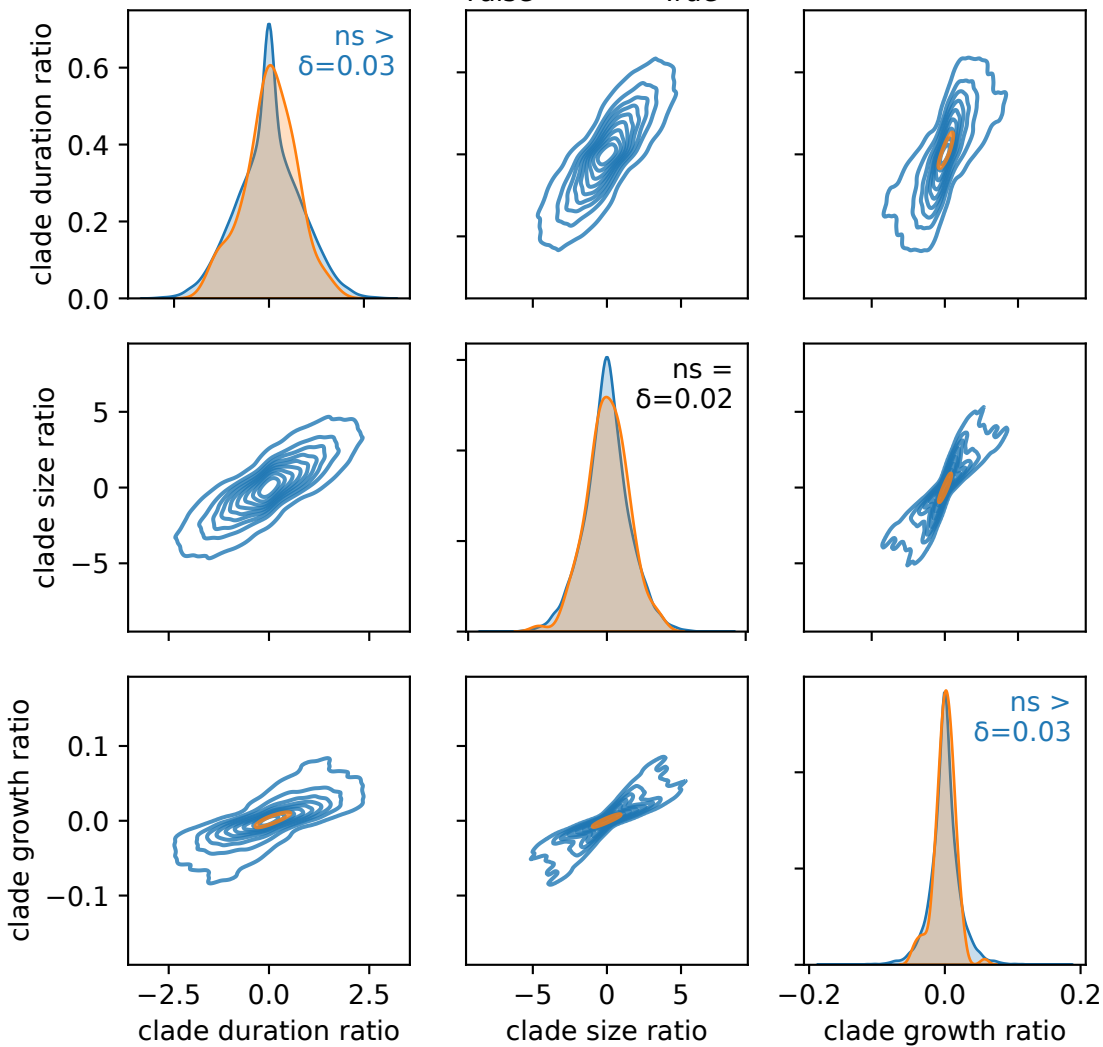 clade duration ratio
0.6
0.4
0.2
0.0
ns >
δ=0.03
clade size ratio
5
0
−5
ns =
δ=0.02
clade growth ratio
0.1
0.0
−0.1
ns >
δ=0.03
−2.5 0.0 2.5
−5 0 5
−0.2 0.0 0.2
clade duration ratio
clade size ratio
clade growth ratio